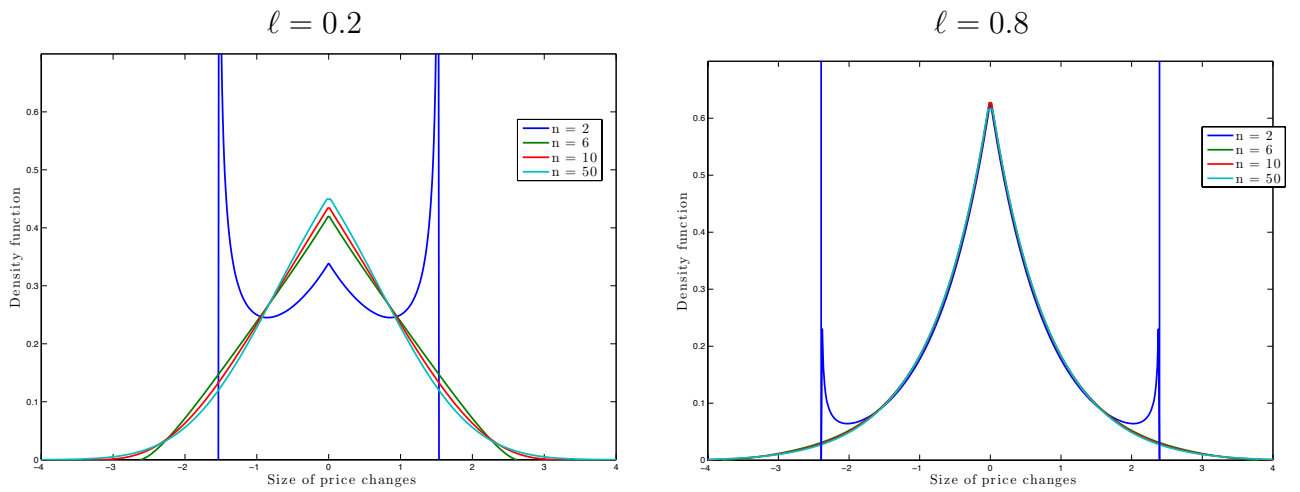 ℓ = 0.2
0.6
0.5
0.4
0.3
0.2
0.1
0
Density function
−4 −3 −2 −1 0 1 2 3 4
Size of price changes
n = 2
n = 6
n = 10
n = 50
ℓ = 0.8
0.6
0.5
0.4
0.3
0.2
0.1
0
Density function
−4 −3 −2 −1 0 1 2 3 4
Size of price changes
n = 2
n = 6
n = 10
n = 50